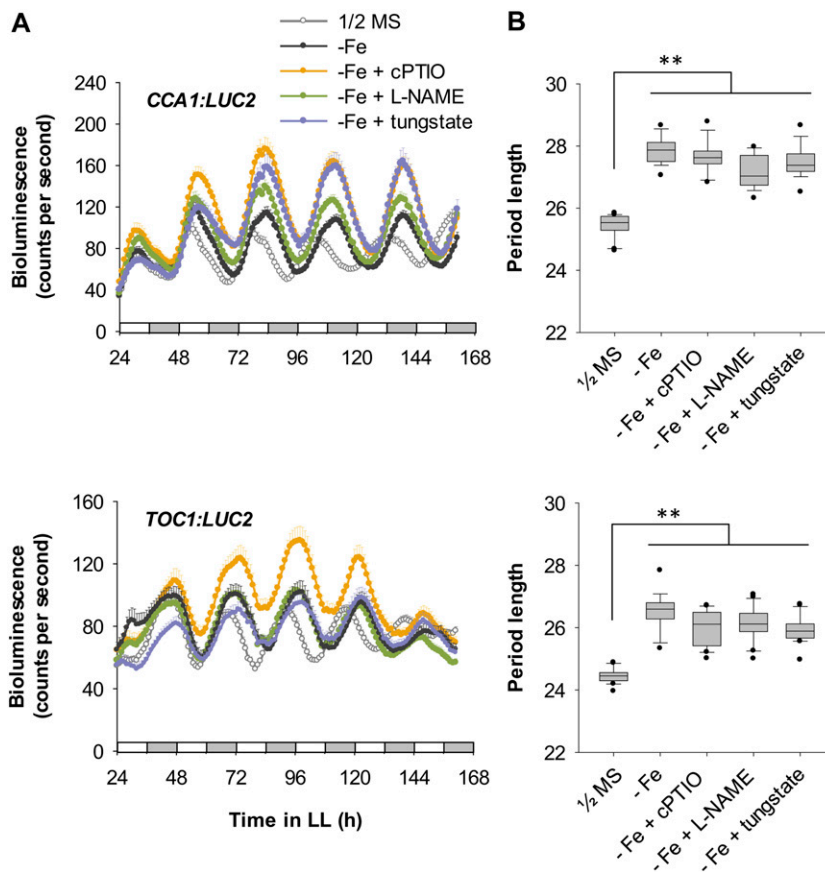 A
1/2 MS
-Fe
-Fe + cPTIO
-Fe + L-NAME
-Fe + tungstate
CCA1:LUC2
Bioluminescence
(counts per second)
240
200
160
120
80
40
0
24 48 72 96 120 144 168
B
**
Period length
30
28
26
24
22
½ MS
- Fe
- Fe + cPTIO
- Fe + L-NAME
- Fe + tungstate
TOC1:LUC2
Bioluminescence
(counts per second)
160
120
80
60
40
0
24 48 72 96 120 144 168
Time in LL (h)
**
Period length
30
28
26
24
22
½ MS
- Fe
- Fe + cPTIO
- Fe + L-NAME
- Fe + tungstate